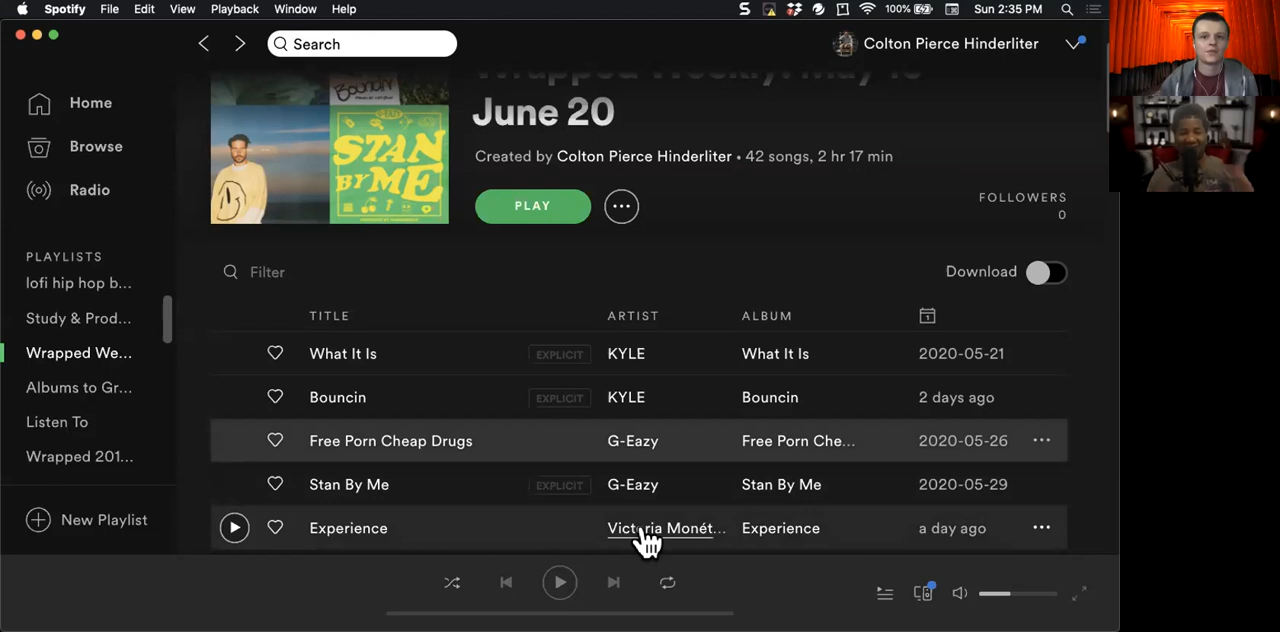 Spotify File Edit View Playback Window Help 100% Sun 2:35 PM
Search
Colton Pierce Hinderliter
Home
Browse
Radio
PLAYLISTS
lofi hip hop b...
Study & Prod...
Wrapped We...
Albums to Gr...
Listen To
Wrapped 201...
New Playlist
BOUNCIN
STAN
BY ME
Wrapped Weekly: May
June 20
Created by Colton Pierce Hinderliter • 42 songs, 2 hr 17 min
PLAY
FOLLOWERS
0
Filter
Download
TITLE ARTIST ALBUM
What It Is EXPLICIT KYLE What It Is 2020-05-21
Bouncin EXPLICIT KYLE Bouncin 2 days ago
Free Porn Cheap Drugs G-Eazy Free Porn Che... 2020-05-26
Stan By Me EXPLICIT G-Eazy Stan By Me 2020-05-29
Experience Victoria Monét... Experience a day ago